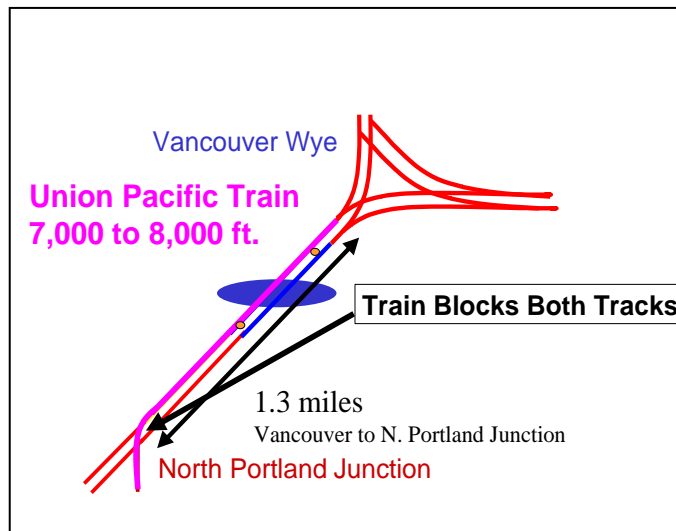 Vancouver Wye
Union Pacific Train
7,000 to 8,000 ft.
Train Blocks Both Tracks
1.3 miles
Vancouver to N. Portland Junction
North Portland Junction